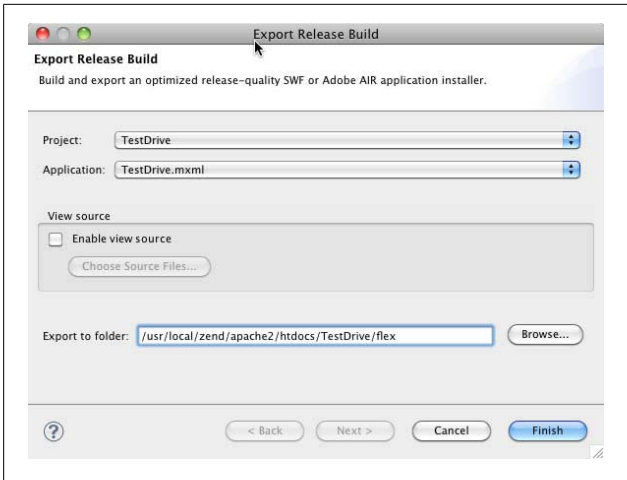 Export Release Build
Export Release Build
Build and export an optimized release-quality SWF or Adobe AIR application installer.
Project: TestDrive
Application: TestDrive.mxml
View source
Enable view source
Choose Source Files...
Export to folder: /usr/local/zend/apache2/htdocs/TestDrive/flex Browse...
? < Back Next > Cancel Finish